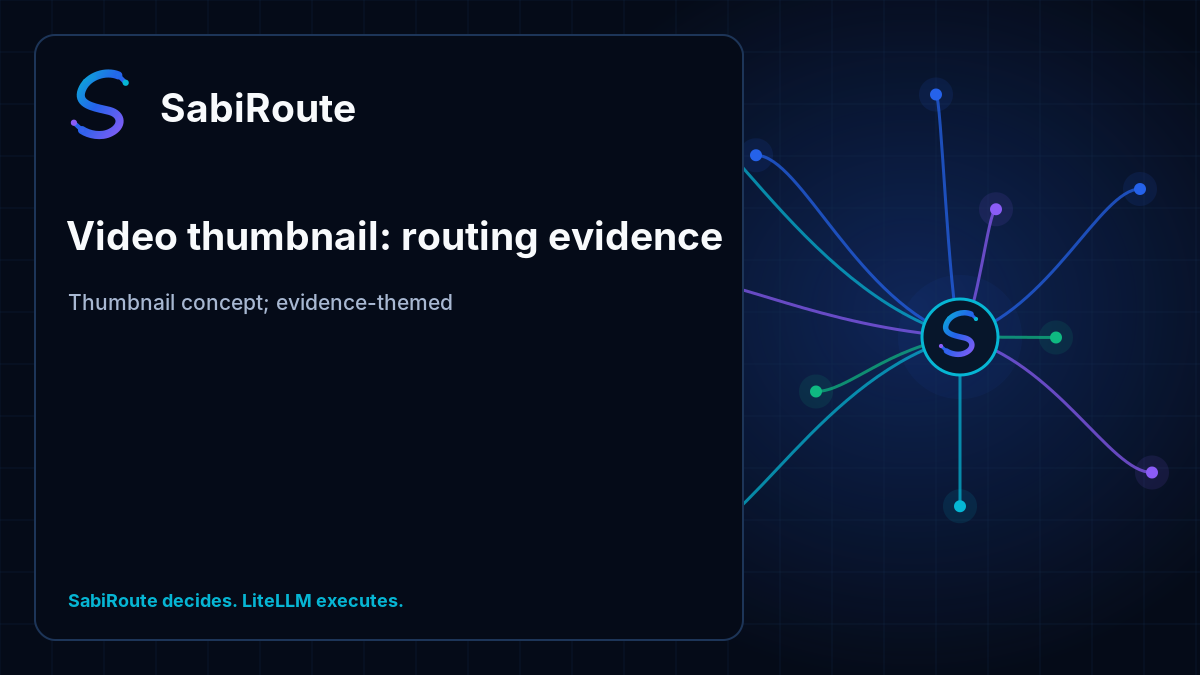 SabiRoute
Video thumbnail: routing evidence
Thumbnail concept; evidence-themed
SabiRoute decides. LiteLLM executes.